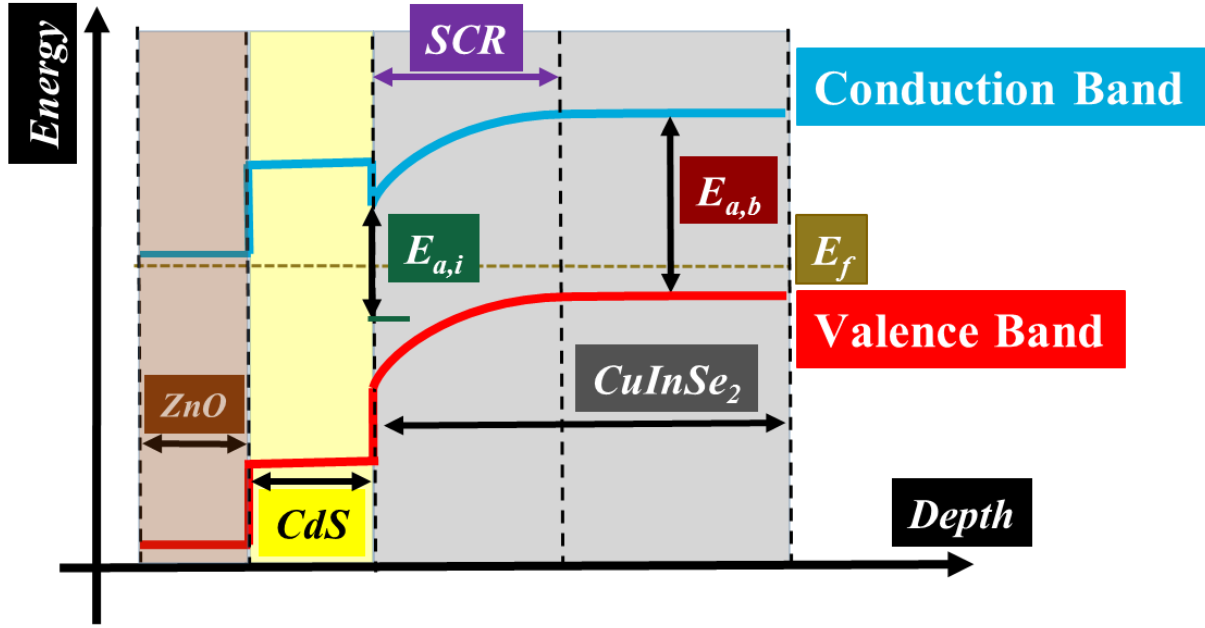 Energy
SCR
Conduction Band
E_{a,b}
E_{a,i}
E_f
Valence Band
ZnO
CuInSe_2
CdS
Depth